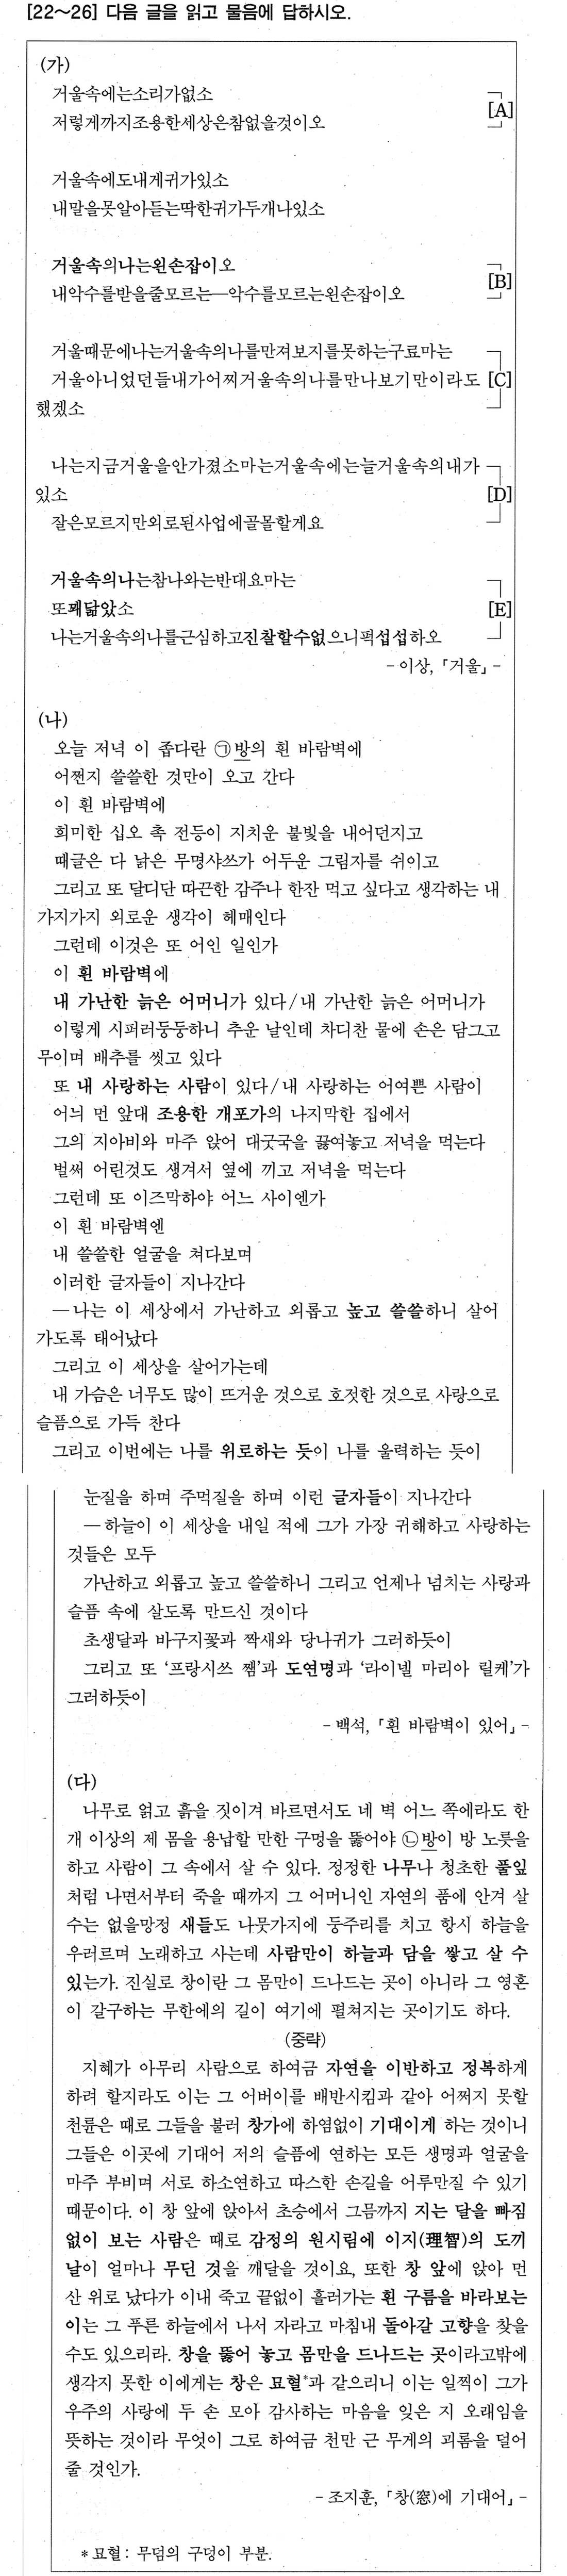 [22~26] 다음 글을 읽고 물음에 답하시오.
(가)
거울속에는소리가없소
저렇게까지조용한세상은참없을것이오
[A]
거울속에도내게귀가있소
내말을못알아듣는딱한귀가두개나있소
거울속의나는왼손잡이오
내악수를받을줄모르는―악수를모르는왼손잡이오
[B]
거울때문에나는거울속의나를만져보지를못하는구료마는
거울아니었던들내가어찌거울속의나를만나보기만이라도
했겠소
[C]
나는지금거울을안가졌소마는거울속에는늘거울속의내가
있소
잘은모르지만외로된사업에골몰할게요
[D]
거울속의나는참나와는반대요마는
또꽤닮았소
나는거울속의나를근심하고진찰할수없으니퍽섭섭하오
[E]
- 이상, 「거울」 -
(나)
오늘 저녁 이 좁다란 ㉠방의 흰 바람벽에
어쩐지 쓸쓸한 것만이 오고 간다
이 흰 바람벽에
희미한 십오 촉 전등이 지치운 불빛을 내어던지고
때글은 다 낡은 무명샤쓰가 어두운 그림자를 쉬이고
그리고 또 달디단 따끈한 감주나 한잔 먹고 싶다고 생각하는 내
가지가지 외로운 생각이 헤매인다
그런데 이것은 또 어인 일인가
이 흰 바람벽에
내 가난한 늙은 어머니가 있다/내 가난한 늙은 어머니가
이렇게 시퍼러둥둥하니 추운 날인데 차디찬 물에 손은 담그고
무이며 배추를 씻고 있다
또 내 사랑하는 사람이 있다/내 사랑하는 어여쁜 사람이
어늬 먼 앞대 조용한 개포가의 나지막한 집에서
그의 지아비와 마주 앉어 대굿국을 끓여놓고 저녁을 먹는다
벌써 어린것도 생겨서 옆에 끼고 저녁을 먹는다
그런데 또 이즈막하야 어느 사이엔가
이 흰 바람벽엔
내 쓸쓸한 얼굴을 쳐다보며
이러한 글자들이 지나간다
―나는 이 세상에서 가난하고 외롭고 높고 쓸쓸하니 살어
가도록 태어났다
그리고 이 세상을 살어가는데
내 가슴은 너무도 많이 뜨거운 것으로 호젓한 것으로 사랑으로
슬픔으로 가득 찬다
그리고 이번에는 나를 위로하는 듯이 나를 울력하는 듯이
눈질을 하며 주먹질을 하며 이런 글자들이 지나간다
―하늘이 이 세상을 내일 적에 그가 가장 귀해하고 사랑하는
것들은 모두
가난하고 외롭고 높고 쓸쓸하니 그리고 언제나 넘치는 사랑과
슬픔 속에 살도록 만드신 것이다
초생달과 바구지꽃과 짝새와 당나귀가 그러하듯이
그리고 또 ‘프랑시쓰 쨈’과 도연명과 ‘라이넬 마리아 릴케’가
그러하듯이
- 백석, 「흰 바람벽이 있어」 -
(다)
나무로 얽고 흙을 짓이겨 바르면서도 네 벽 어느 쪽에라도 한
개 이상의 제 몸을 용납할 만한 구멍을 뚫어야 ㉡방이 방 노릇을
하고 사람이 그 속에서 살 수 있다. 정정한 나무나 청초한 풀잎
처럼 나면서부터 죽을 때까지 그 어머니인 자연의 품에 안겨 살
수는 없을망정 새들도 나뭇가지에 둥주리를 치고 항시 하늘을
우러르며 노래하고 사는데 사람만이 하늘과 담을 쌓고 살 수
있는가. 진실로 창이란 그 몸만이 드나드는 곳이 아니라 그 영혼
이 갈구하는 무한에의 길이 여기에 펼쳐지는 곳이기도 하다.
(중략)
지혜가 아무리 사람으로 하여금 자연을 이반하고 정복하게
하려 할지라도 이는 그 어버이를 배반시킴과 같아 어쩌지 못할
천륜은 때로 그들을 불러 창가에 하염없이 기대이게 하는 것이니
그들은 이곳에 기대어 저의 슬픔에 연하는 모든 생명과 얼굴을
마주 부비며 서로 하소연하고 따스한 손길을 어루만질 수 있기
때문이다. 이 창 앞에 앉아서 초승에서 그믐까지 지는 달을 빠짐
없이 보는 사람은 때로 감정의 원시림에 이지(理智)의 도끼
날이 얼마나 무딘 것을 깨달을 것이요, 또한 창 앞에 앉아 먼
산 위로 났다가 이내 죽고 끝없이 흘러가는 흰 구름을 바라보는
이는 그 푸른 하늘에서 나서 자라고 마침내 돌아갈 고향을 찾을
수도 있으리라. 창을 뚫어 놓고 몸만을 드나드는 곳이라고밖에
생각지 못한 이에게는 창은 묘혈*과 같으리니 이는 일찍이 그가
우주의 사랑에 두 손 모아 감사하는 마음을 잊은 지 오래임을
뜻하는 것이라 무엇이 그로 하여금 천만 근 무게의 괴롬을 덜어
줄 것인가.
- 조지훈, 「창(窓)에 기대어」 -
* 묘혈: 무덤의 구덩이 부분.